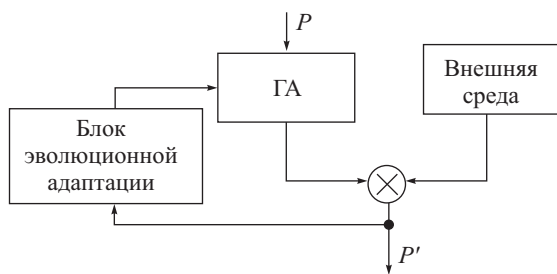 P
ГА
Внешняя
среда
Блок
эволюционной
адаптации
P'